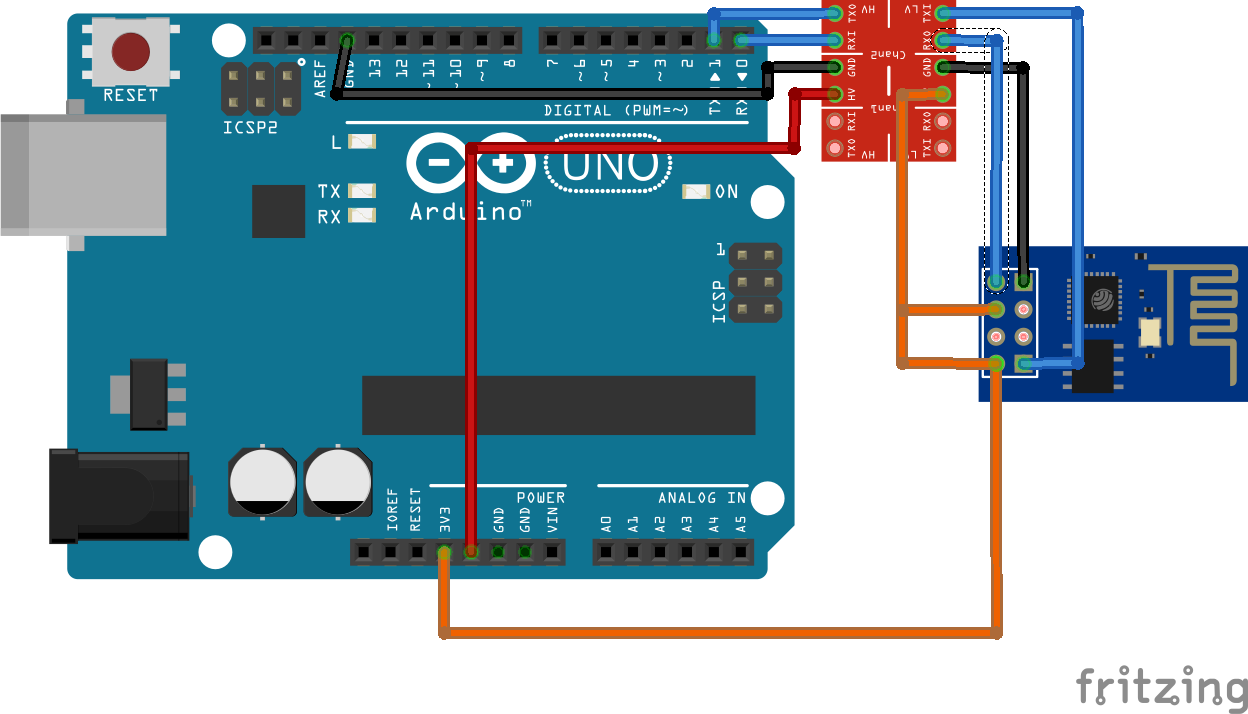 RESET
ICSP2
AREF
GND
13
12
~11
~10
~9
8
7
~6
~5
4
~3
2
TX 1
RX 0
DIGITAL (PWM=~)
L
TX
RX
UNO
ON
Arduino™
1
ICSP
IOREF
RESET
3V3
GND
GND
VIN
POWER
A0
A1
A2
A3
A4
A5
ANALOG IN
TXO
HV
LV
TXI
RXI
Chan2
RXO
GND
GND
HV
Chan1
RXI
RXO
TXO
HV
TXI
fritzing